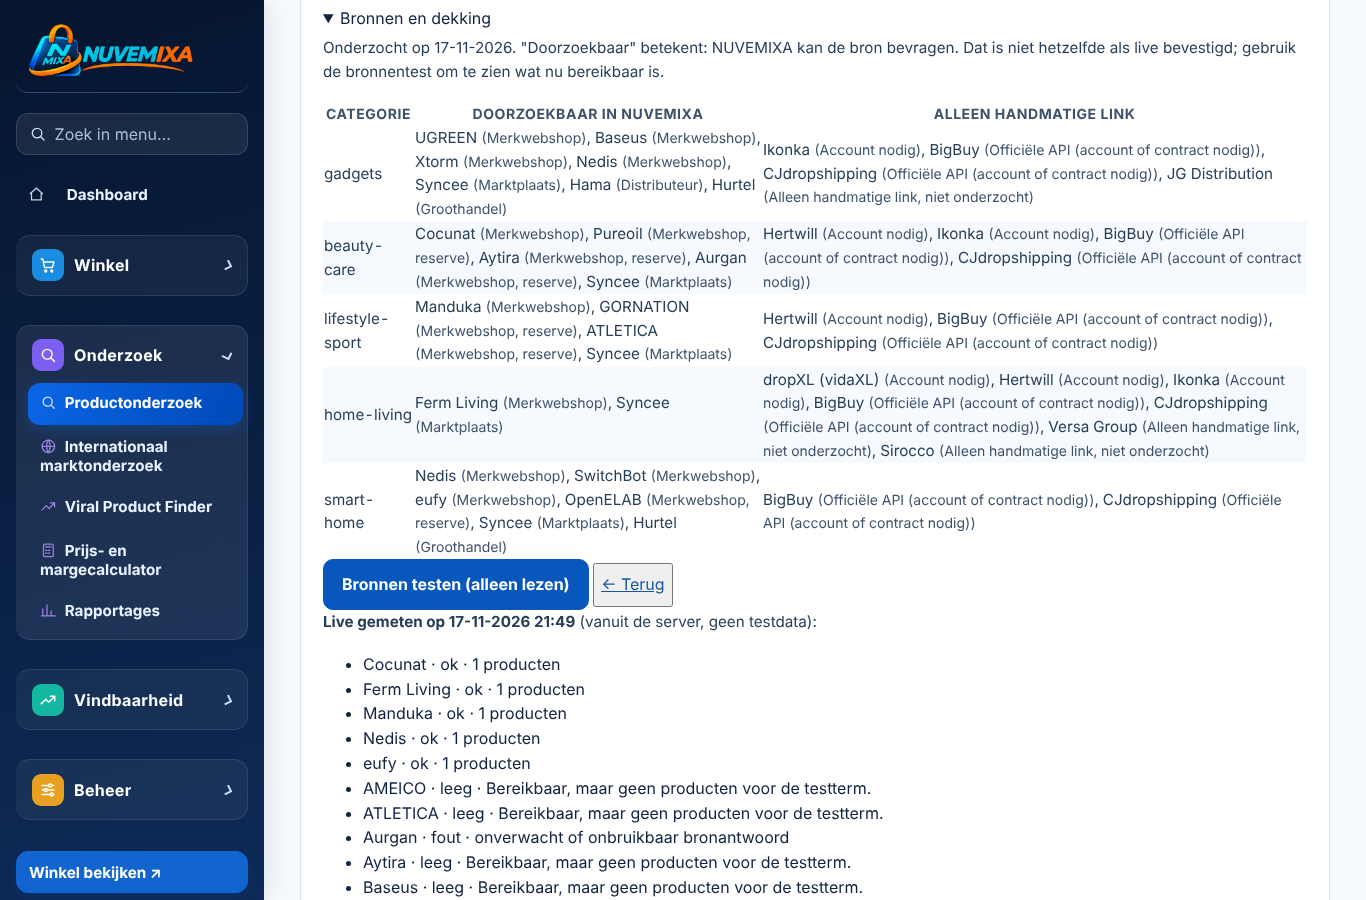 NUVEMIXA
N
MIXA
Zoek in menu...
Dashboard
Winkel
Onderzoek
Productonderzoek
Internationaal
marktonderzoek
Viral Product Finder
Prijs- en
margecalculator
Rapportages
Vindbaarheid
Beheer
Winkel bekijken ↗
▼ Bronnen en dekking
Onderzocht op 17-11-2026. "Doorzoekbaar" betekent: NUVEMIXA kan de bron bevragen. Dat is niet hetzelfde als live bevestigd; gebruik
de bronnentest om te zien wat nu bereikbaar is.
CATEGORIE DOORZOEKBAAR IN NUVEMIXA ALLEEN HANDMATIGE LINK
gadgets
UGREEN (Merkwebshop), Baseus (Merkwebshop),
Xtorm (Merkwebshop), Nedis (Merkwebshop),
Syncee (Marktplaats), Hama (Distributeur), Hurtel
(Groothandel)
Ikonka (Account nodig), BigBuy (Officiële API (account of contract nodig)),
CJdropshipping (Officiële API (account of contract nodig)), JG Distribution
(Alleen handmatige link, niet onderzocht)
beauty-
care
Cocunat (Merkwebshop), Pureoil (Merkwebshop,
reserve), Aytira (Merkwebshop, reserve), Aurgan
(Merkwebshop, reserve), Syncee (Marktplaats)
Hertwill (Account nodig), Ikonka (Account nodig), BigBuy (Officiële API
(account of contract nodig)), CJdropshipping (Officiële API (account of contract
nodig))
lifestyle-
sport
Manduka (Merkwebshop), GORNATION
(Merkwebshop, reserve), ATLETICA
(Merkwebshop, reserve), Syncee (Marktplaats)
Hertwill (Account nodig), BigBuy (Officiële API (account of contract nodig)),
CJdropshipping (Officiële API (account of contract nodig))
home-living
Ferm Living (Merkwebshop), Syncee
(Marktplaats)
dropXL (vidaXL) (Account nodig), Hertwill (Account nodig), Ikonka (Account
nodig), BigBuy (Officiële API (account of contract nodig)), CJdropshipping
(Officiële API (account of contract nodig)), Versa Group (Alleen handmatige link,
niet onderzocht), Sirocco (Alleen handmatige link, niet onderzocht)
smart-
home
Nedis (Merkwebshop), SwitchBot (Merkwebshop),
eufy (Merkwebshop), OpenELAB (Merkwebshop,
reserve), Syncee (Marktplaats), Hurtel
(Groothandel)
BigBuy (Officiële API (account of contract nodig)), CJdropshipping (Officiële
API (account of contract nodig))
Bronnen testen (alleen lezen) ← Terug
Live gemeten op 17-11-2026 21:49 (vanuit de server, geen testdata):
• Cocunat · ok · 1 producten
• Ferm Living · ok · 1 producten
• Manduka · ok · 1 producten
• Nedis · ok · 1 producten
• eufy · ok · 1 producten
• AMEICO · leeg · Bereikbaar, maar geen producten voor de testterm.
• ATLETICA · leeg · Bereikbaar, maar geen producten voor de testterm.
• Aurgan · fout · onverwacht of onbruikbaar bronantwoord
• Aytira · leeg · Bereikbaar, maar geen producten voor de testterm.
• Baseus · leeg · Bereikbaar, maar geen producten voor de testterm.